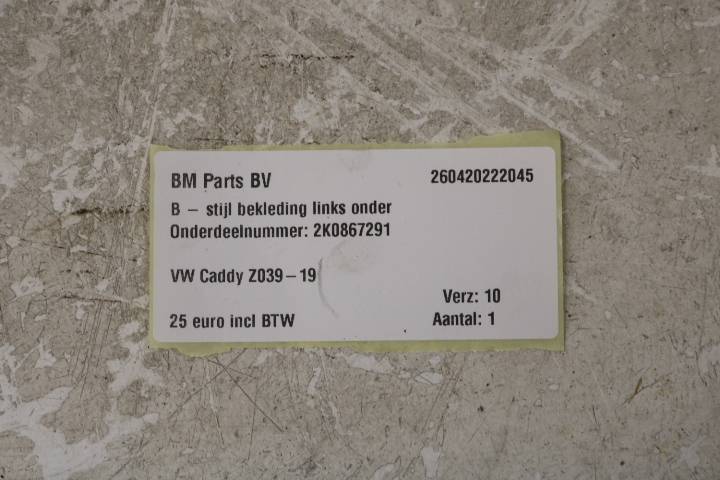 BM Parts BV 260420222045
B – stijl bekleding links onder
Onderdeelnummer: 2K0867291
VW Caddy Z039–19
Verz: 10
25 euro incl BTW Aantal: 1